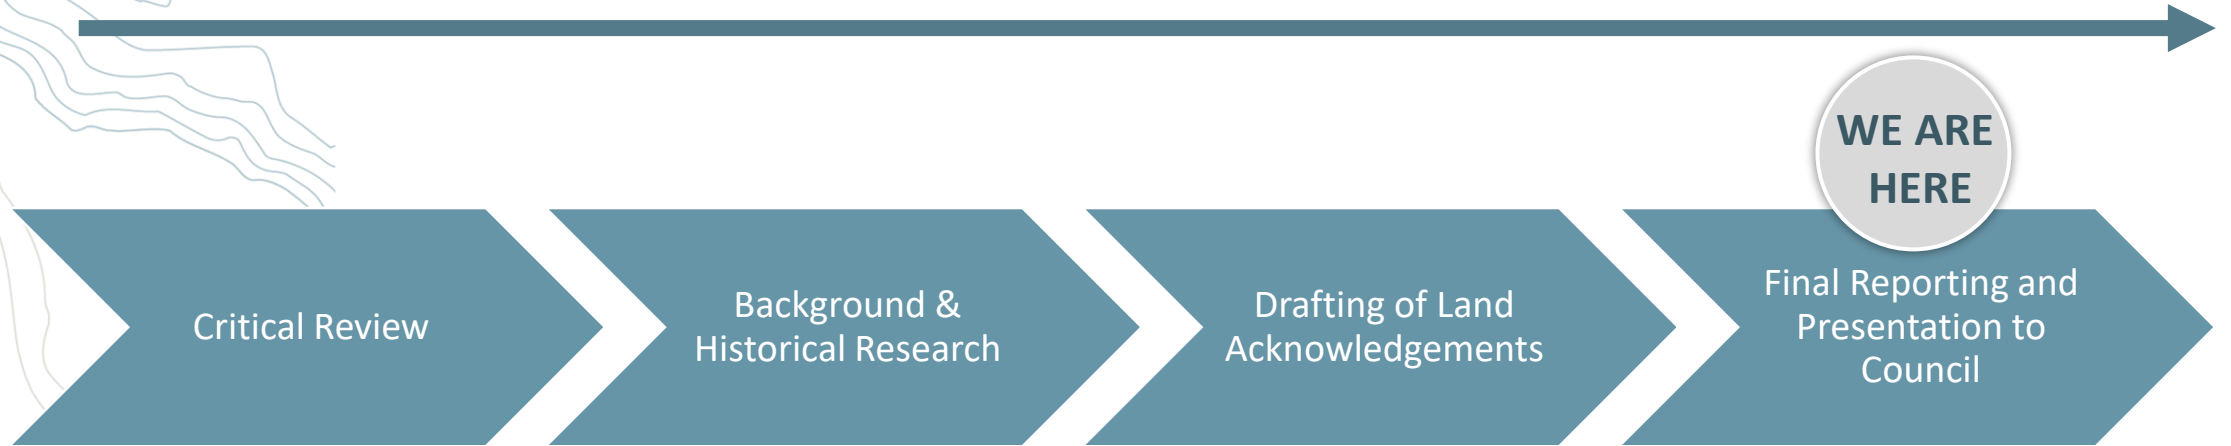 WE ARE
HERE
Critical Review
Background &
Historical Research
Drafting of Land
Acknowledgements
Final Reporting and
Presentation to
Council